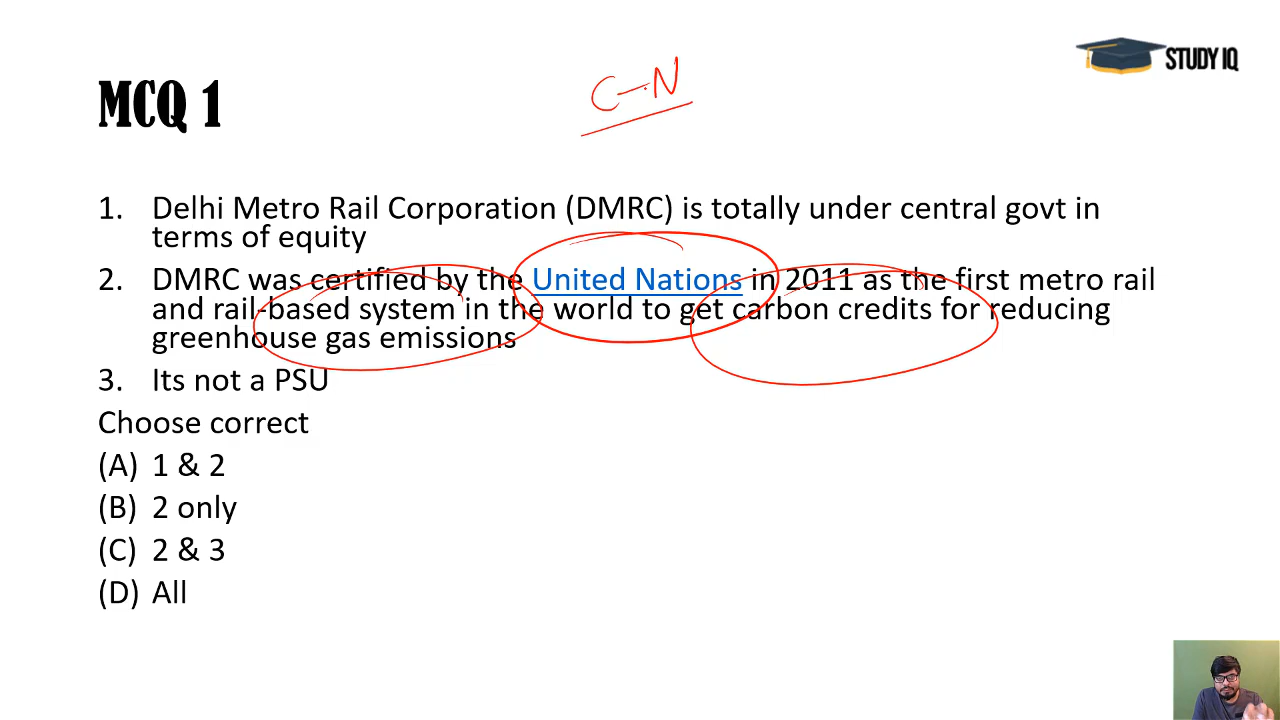 C-N
STUDY IQ
MCQ 1
1. Delhi Metro Rail Corporation (DMRC) is totally under central govt in
terms of equity
2. DMRC was certified by the United Nations in 2011 as the first metro rail
and rail-based system in the world to get carbon credits for reducing
greenhouse gas emissions
3. Its not a PSU
Choose correct
(A) 1 & 2
(B) 2 only
(C) 2 & 3
(D) All